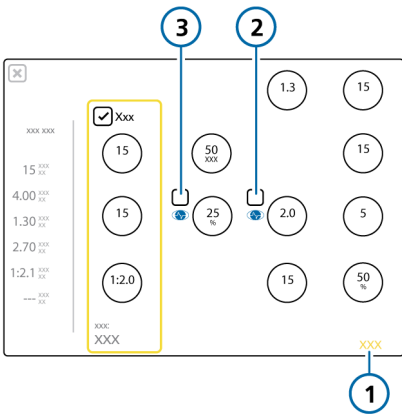 3 2
1.3 15
Xxx
xxx xxx
15 50 xxx 15
15 xxx xx
4.00 xxx xx
15 25 % 2.0 5
1.30 xxx xx
2.70 xxx xx
1:2.1 xxx xx
1:2.0 15 50 %
--- xxx xx
xxx:
XXX
XXX
1